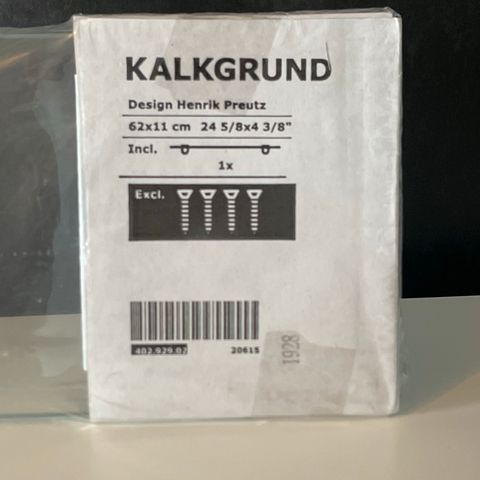 KALKGRUND
Design Henrik Preutz
62x11 cm 24 5/8x4 3/8"
Incl.
1x
Excl.
402.929.02
20615
1928